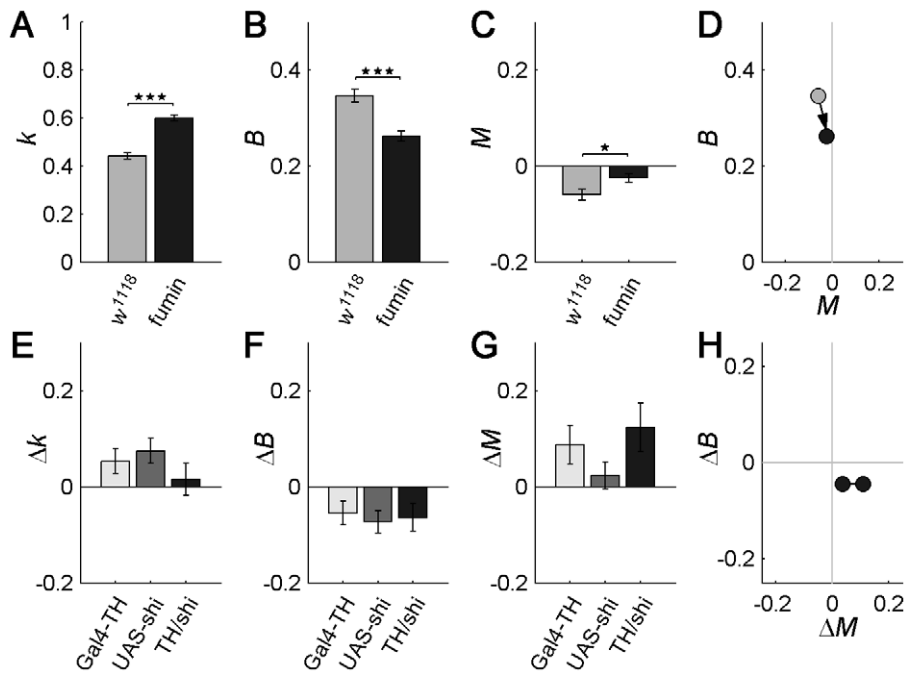 A
k
1
0.8
0.6
0.4
0.2
0
★★★
w1118
fumin
B
B
0.4
0.2
0
★★★
w1118
fumin
C
M
0.2
0
-0.2
★
w1118
fumin
D
B
0.4
0.2
0
-0.2 0 0.2
M
E
Δk
0.2
0
-0.2
Gal4-TH
UAS-shi
TH/shi
F
ΔB
0.2
0
-0.2
Gal4-TH
UAS-shi
TH/shi
G
ΔM
0.2
0
-0.2
Gal4-TH
UAS-shi
TH/shi
H
ΔB
0.2
0
-0.2
-0.2 0 0.2
ΔM